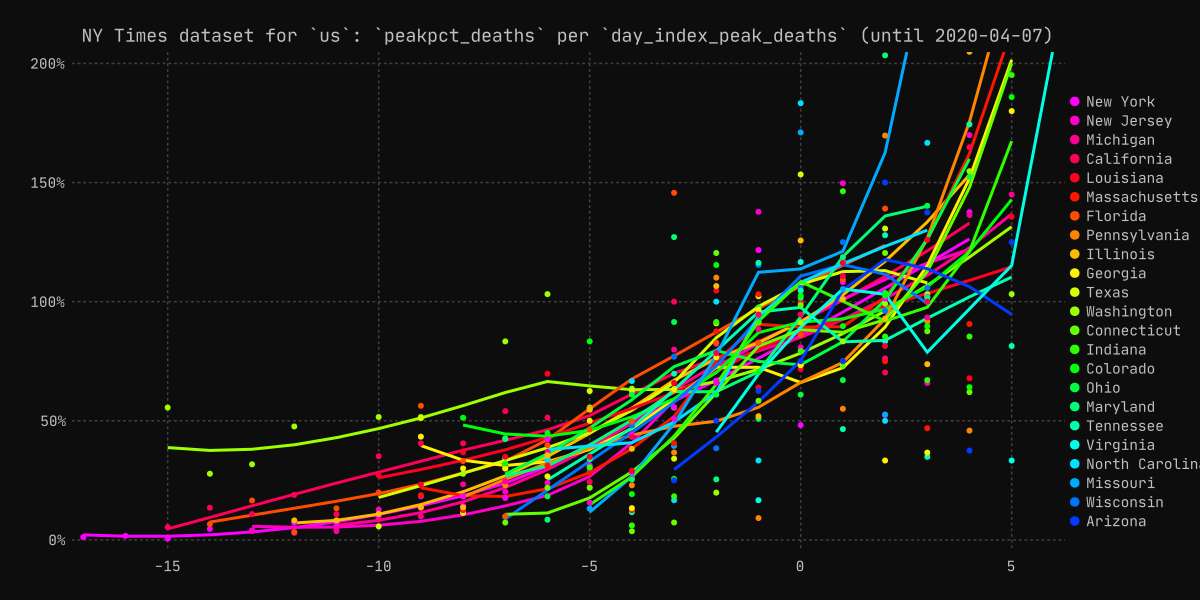 NY Times dataset for `us`: `peakpct_deaths` per `day_index_peak_deaths` (until 2020-04-07)
200%
150%
100%
50%
0%
-15
-10
-5
0
5
New York
New Jersey
Michigan
California
Louisiana
Massachusetts
Florida
Pennsylvania
Illinois
Georgia
Texas
Washington
Connecticut
Indiana
Colorado
Ohio
Maryland
Tennessee
Virginia
North Carolin
Missouri
Wisconsin
Arizona